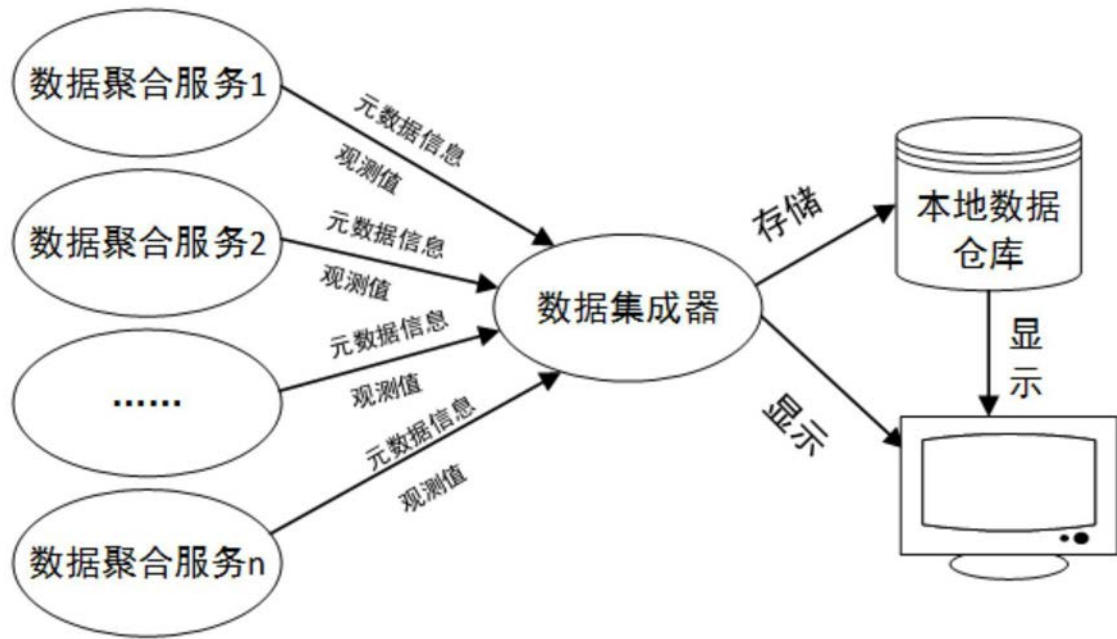 数据聚合服务1
元数据信息
观测值
数据聚合服务2
元数据信息
观测值
……
元数据信息
观测值
数据聚合服务n
元数据信息
观测值
数据集成器
存储
显示
本地数据
仓库
显
示